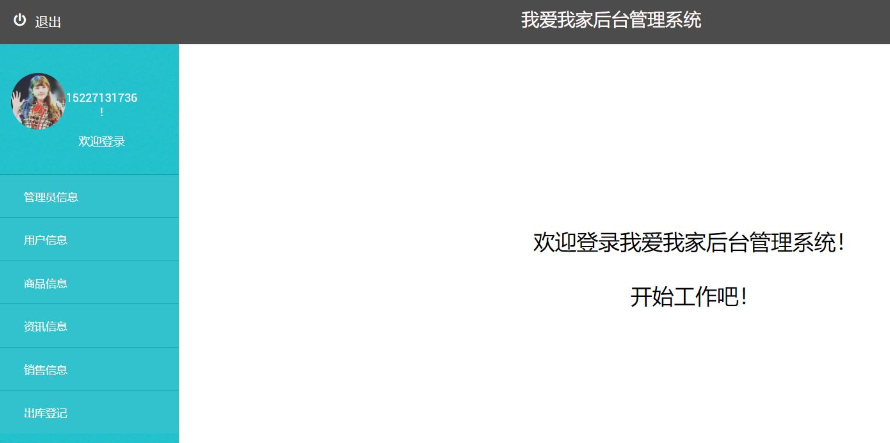 退出
我爱我家后台管理系统
15227131736
！
欢迎登录
管理员信息
用户信息
商品信息
资讯信息
销售信息
出库登记
欢迎登录我爱我家后台管理系统！
开始工作吧！